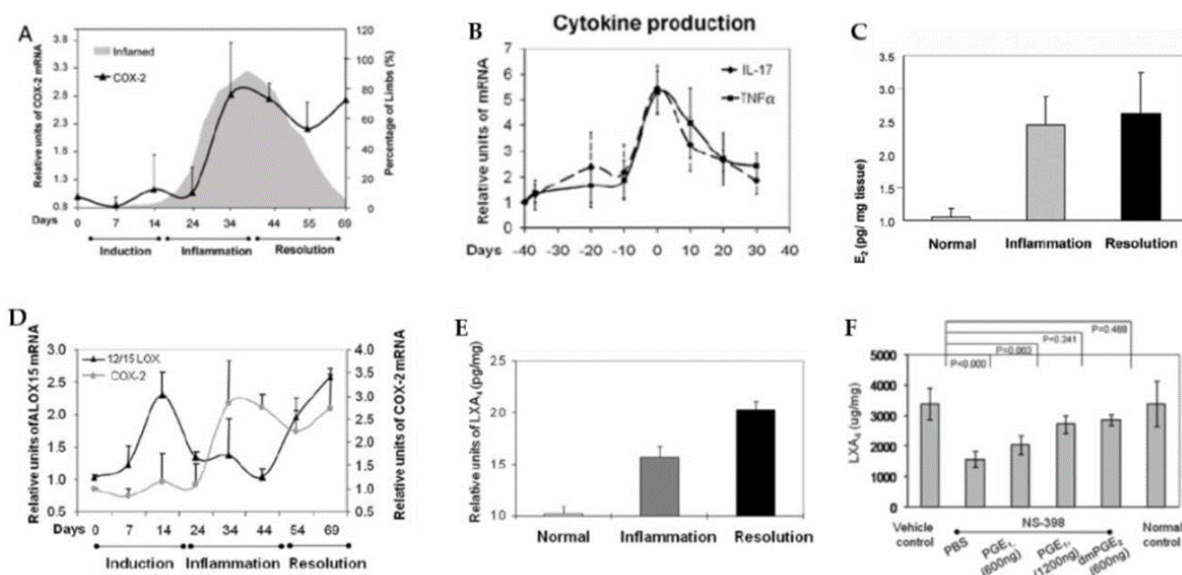 A
Relative units of COX-2 mRNA
3.8
3.3
2.8
2.3
1.8
1.3
0.8
Inflamed
COX-2
120
100
80
60
40
20
0
Percentage of Limbs (%)
Days 0 7 14 24 34 44 55 69
Induction Inflammation Resolution
B
Cytokine production
Relative units of mRNA
7
6
5
4
3
2
1
0
IL-17
TNFα
Days -40 -30 -20 -10 0 10 20 30 40
C
E2 (pg/ mg tissue)
3.5
3.0
2.5
2.0
1.5
1.0
Normal Inflammation Resolution
D
Relative units of ALOX15 mRNA
3.0
2.5
2.0
1.5
1.0
0.5
12/15 LOX
COX-2
4.0
3.5
3.0
2.5
2.0
1.5
1.0
0.5
Relative units of COX-2 mRNA
Days 0 7 14 24 34 44 54 69
Induction Inflammation Resolution
E
Relative units of LXA4 (pg/mg)
2.5
2.0
1.5
1.0
Normal Inflammation Resolution
F
P=0.469
P=0.241
P=0.003
P<0.000
LXA4 (ug/mg)
5000
4000
3000
2000
1000
0
Vehicle control
NS-398
PBS
PGE1, (600ng)
(1200ng)
dmPGE2 (600ng)
Normal control